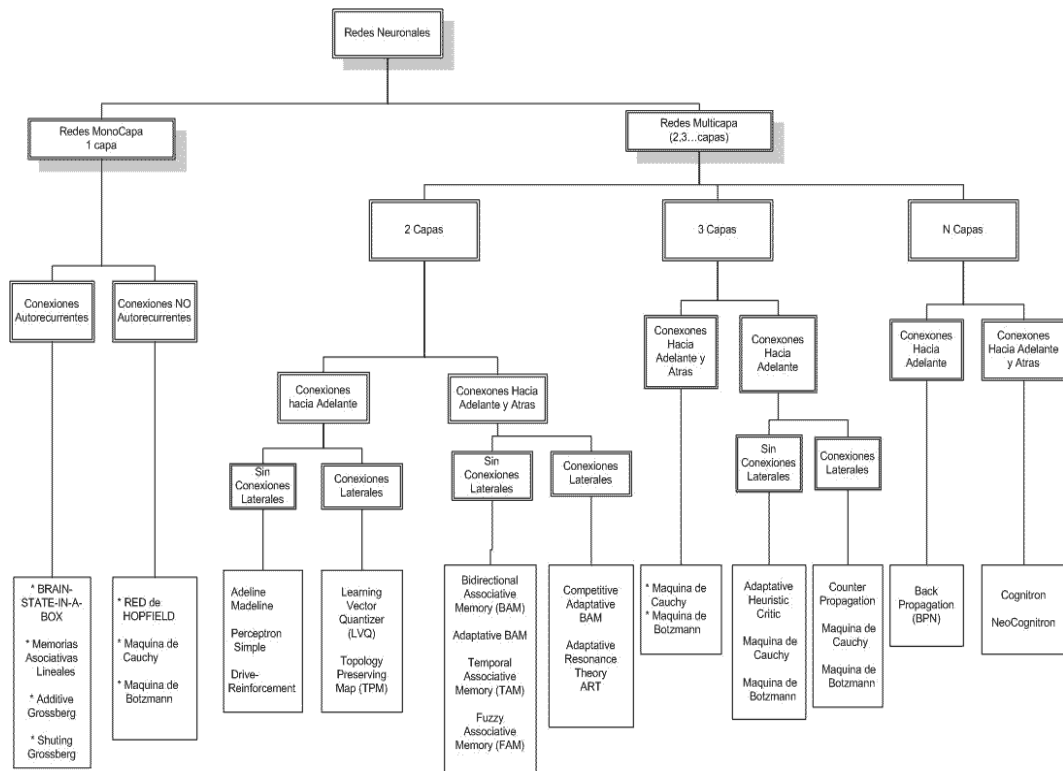 Redes Neuronales
Redes MonoCapa
1 capa
Redes Multicapa
(2,3...capas)
2 Capas
3 Capas
N Capas
Conexiones
Autorecurrentes
Conexiones NO
Autorecurrentes
Conexones
Hacia
Adelante y
Atras
Conexones
Hacia
Adelante
Conexones
Hacia
Adelante
Conexones
Hacia Adelante
y Atras
Conexiones
hacia Adelante
Conexones Hacia
Adelante y Atras
Sin
Conexiones
Laterales
Conexiones
Laterales
Sin
Conexiones
Laterales
Conexiones
Laterales
Sin
Conexiones
Laterales
Conexiones
Laterales
* BRAIN-
STATE-IN-A-
BOX
* Memorias
Asociativas
Lineales
* Additive
Grossberg
* Shuting
Grossberg
* RED de
HOPFIELD
* Maquina de
Cauchy
* Maquina de
Botzmann
Adeline
Madeline
Perceptron
Simple
Drive-
Reinforcement
Learning
Vector
Quantizer
(LVQ)
Topology
Preserving
Map (TPM)
Bidirectional
Associative
Memory (BAM)
Adaptative BAM
Temporal
Associative
Memory (TAM)
Fuzzy
Associative
Memory (FAM)
Competitive
Adaptative
BAM
Adaptative
Resonance
Theory
ART
* Maquina de
Cauchy
* Maquina de
Botzmann
Adaptative
Heuristic
Critic
Maquina de
Cauchy
Maquina de
Botzmann
Counter
Propagation
Maquina de
Cauchy
Maquina de
Botzmann
Back
Propagation
(BPN)
Cognitron
NeoCognitron